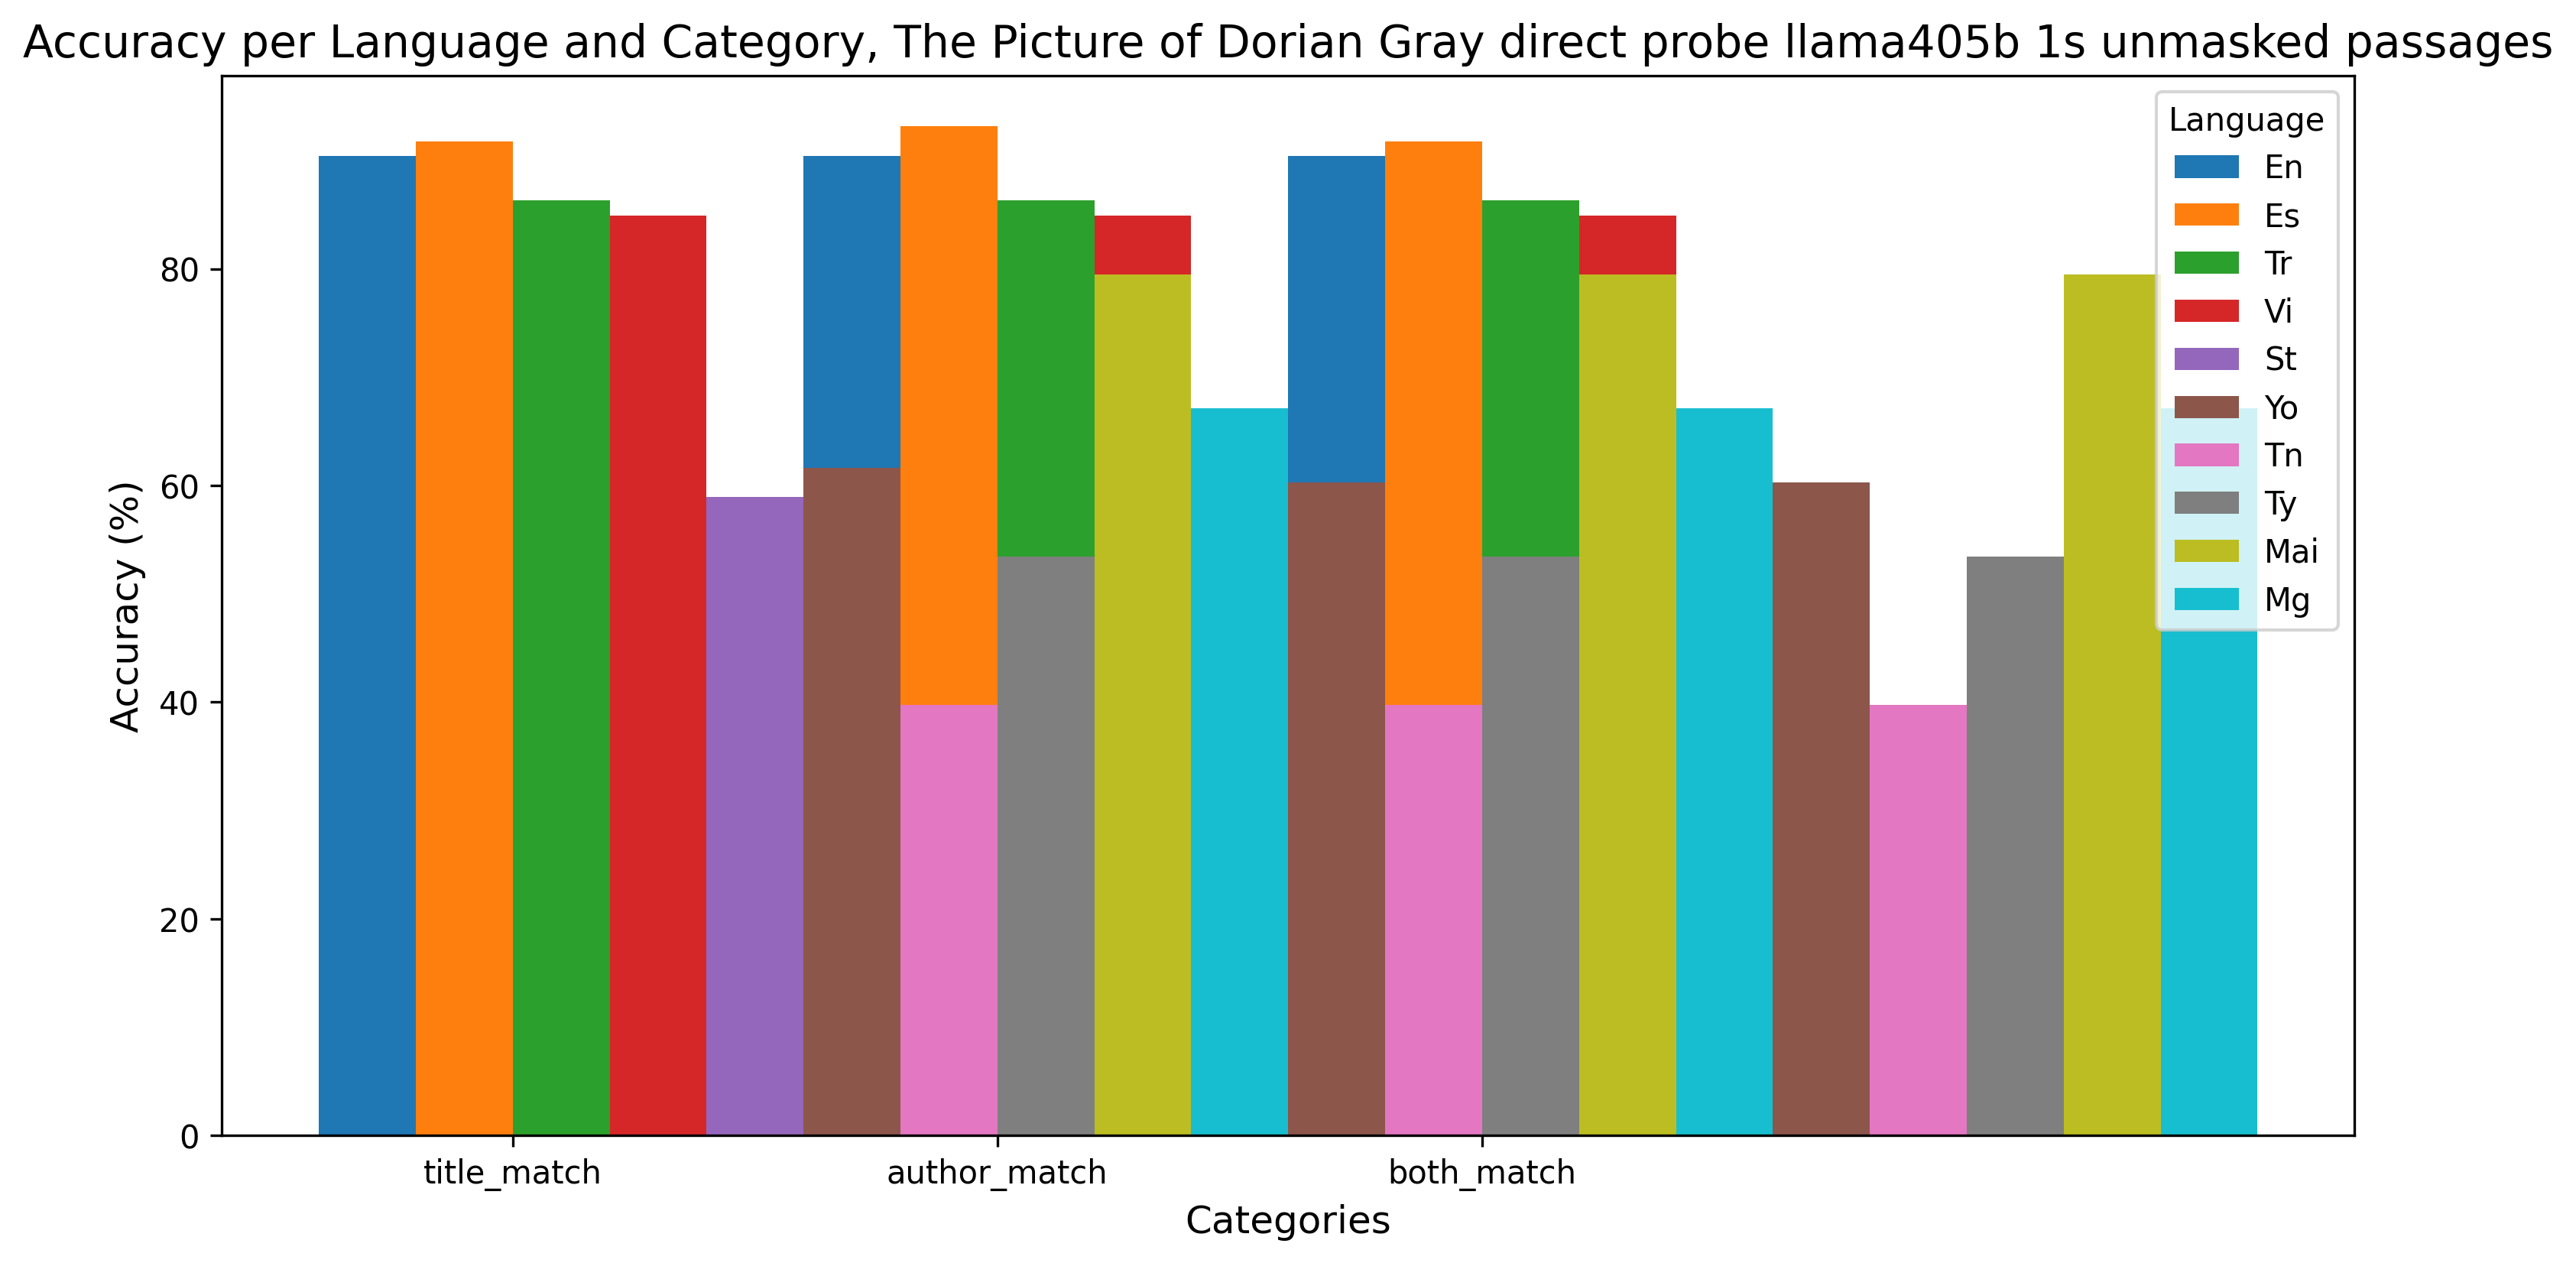 Accuracy per Language and Category, The Picture of Dorian Gray direct probe llama405b 1s unmasked passages
Accuracy (%)
80
60
40
20
0
title_match author_match both_match
Categories
Language
En
Es
Tr
Vi
St
Yo
Tn
Ty
Mai
Mg